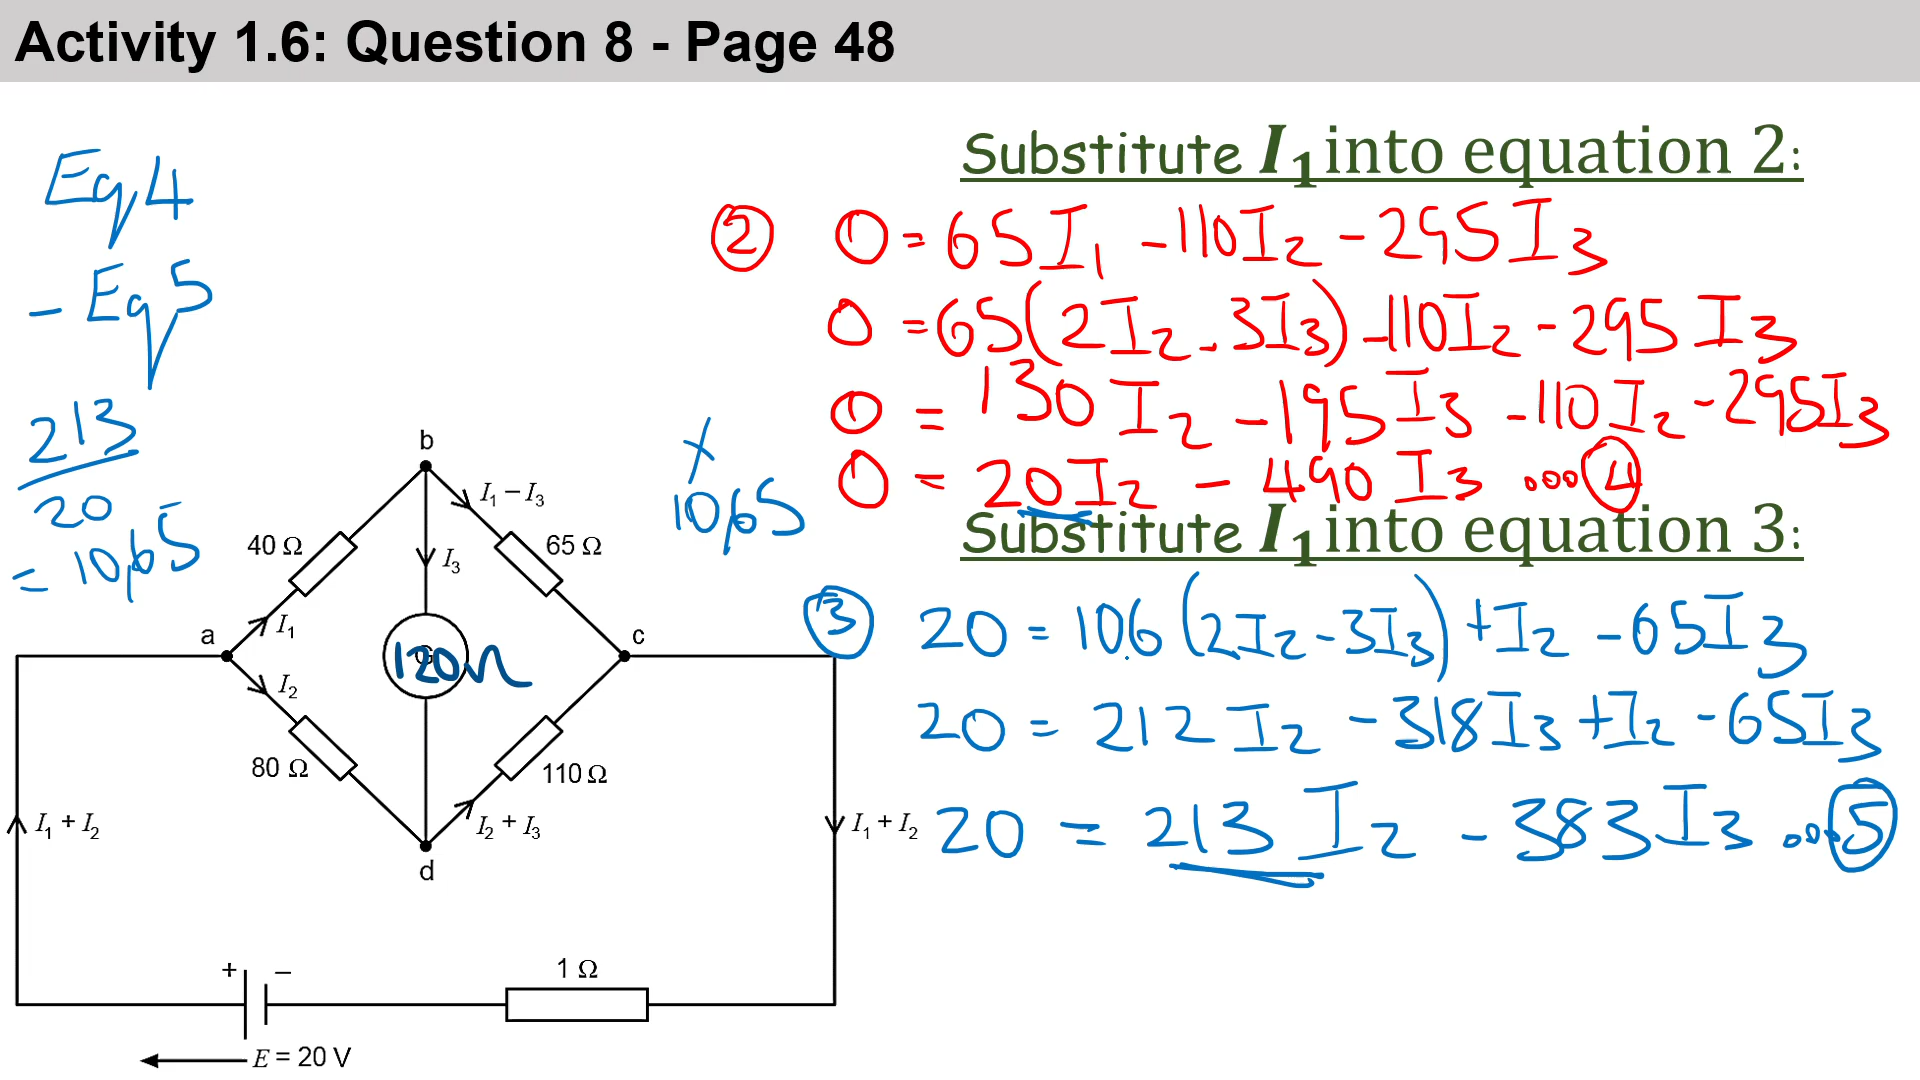 Activity 1.6: Question 8 - Page 48
Eq 4
- Eq 5
213
20
= 10,65
Substitute I₁ into equation 2:
② 0 = 65I₁ - 110I₂ - 295I₃
0 = 65(2I₂ - 3I₃) - 110I₂ - 295I₃
0 = 130I₂ - 195I₃ - 110I₂ - 295I₃
×
10,65
0 = 20I₂ - 490I₃ ...④
Substitute I₁ into equation 3:
③ 20 = 106(2I₂ - 3I₃) + I₂ - 65I₃
20 = 212I₂ - 318I₃ + I₂ - 65I₃
20 = 213I₂ - 383I₃ ...⑤
b
I₁ – I₃
40 Ω
65 Ω
I₃
a
I₁
c
120Ω
I₂
80 Ω
110 Ω
I₁ + I₂
I₂ + I₃
I₁ + I₂
d
+ –
1 Ω
E = 20 V